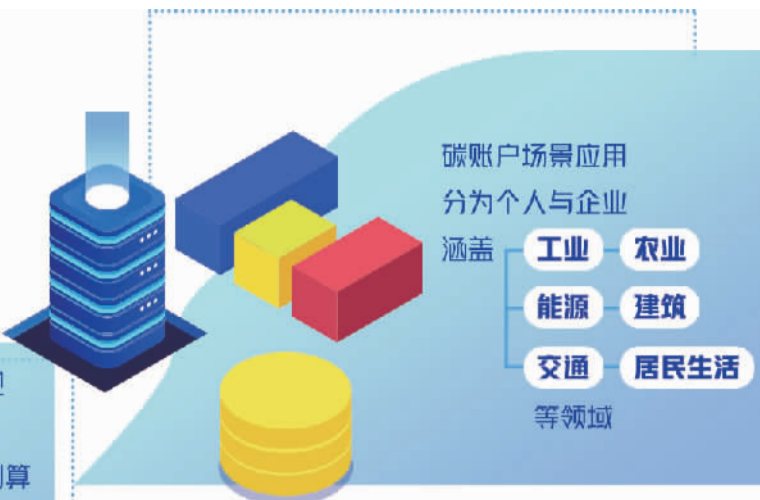 碳账户场景应用
分为个人与企业
涵盖 工业 农业
能源 建筑
交通 居民生活
等领域
算